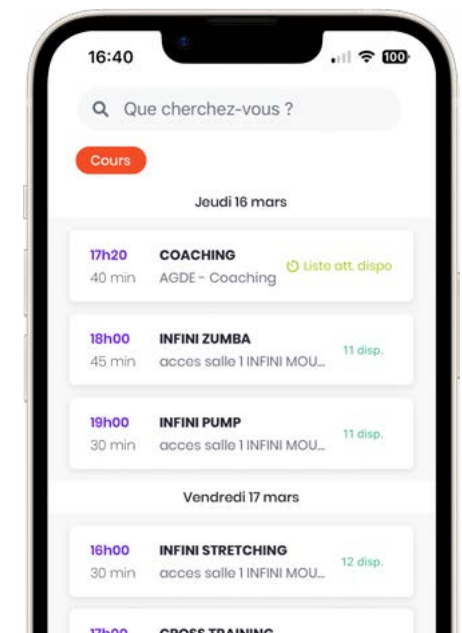 16:40
100
Que cherchez-vous ?
Cours
Jeudi 16 mars
17h20 COACHING
Liste att. dispo
40 min AGDE - Coaching
18h00 INFINI ZUMBA
11 disp.
45 min acces salle 1 INFINI MOU...
19h00 INFINI PUMP
11 disp.
30 min acces salle 1 INFINI MOU...
Vendredi 17 mars
16h00 INFINI STRETCHING
12 disp.
30 min acces salle 1 INFINI MOU...
17h00 CROSS TRAINING